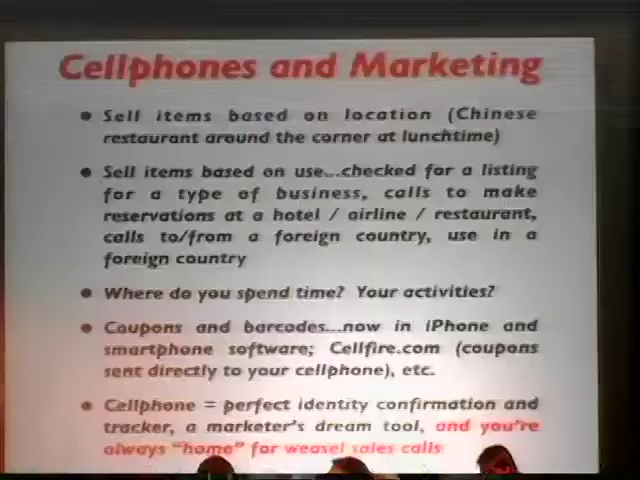 Cellphones and Marketing
• Sell items based on location (Chinese
restaurant around the corner at lunchtime)
• Sell items based on use...checked for a listing
for a type of business, calls to make
reservations at a hotel / airline / restaurant,
calls to/from a foreign country, use in a
foreign country
• Where do you spend time? Your activities?
• Coupons and barcodes...now in iPhone and
smartphone software; Cellfire.com (coupons
sent directly to your cellphone), etc.
• Cellphone = perfect identity confirmation and
tracker, a marketer's dream tool, and you're
always "home" for weasel sales calls